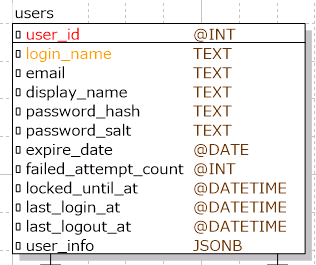 users
user_id @INT
login_name TEXT
email TEXT
display_name TEXT
password_hash TEXT
password_salt TEXT
expire_date @DATE
failed_attempt_count @INT
locked_until_at @DATETIME
last_login_at @DATETIME
last_logout_at @DATETIME
user_info JSONB